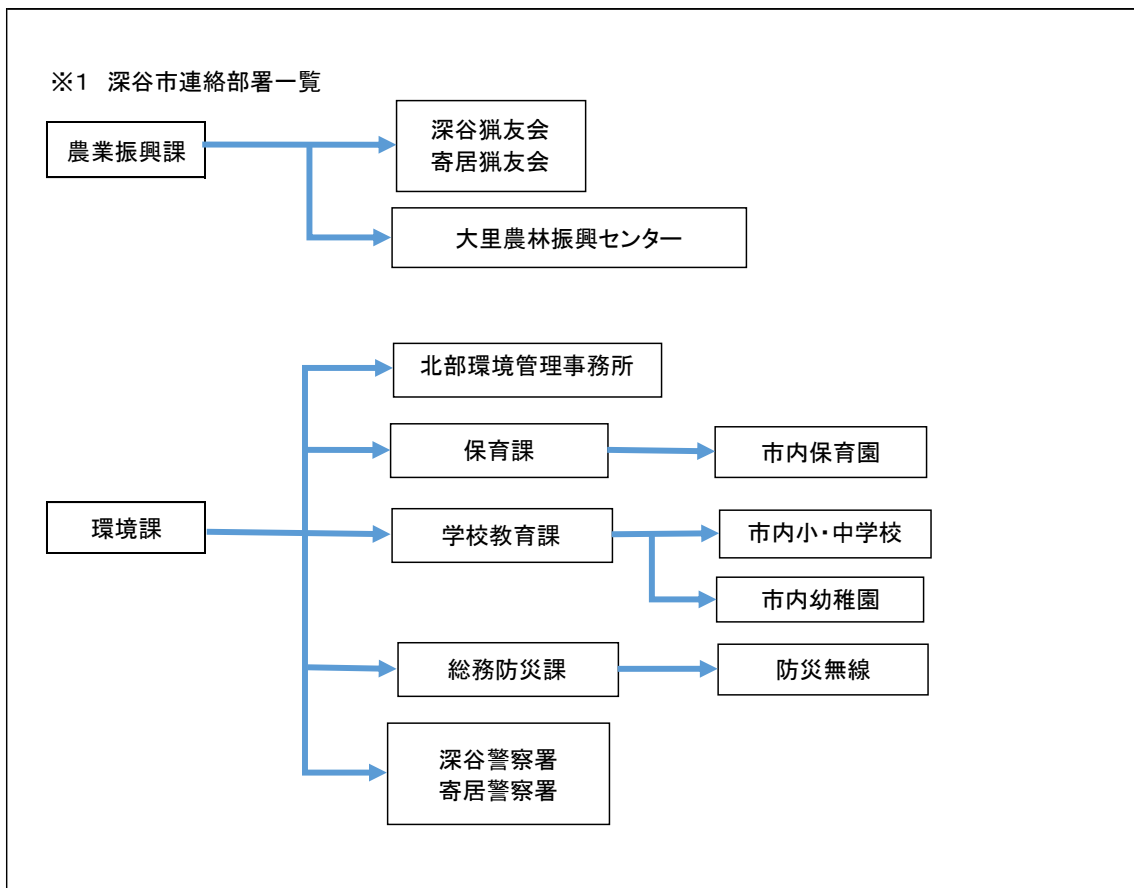 ※1 深谷市連絡部署一覧
農業振興課
深谷猟友会
寄居猟友会
大里農林振興センター
環境課
北部環境管理事務所
保育課
市内保育園
学校教育課
市内小・中学校
市内幼稚園
総務防災課
防災無線
深谷警察署
寄居警察署